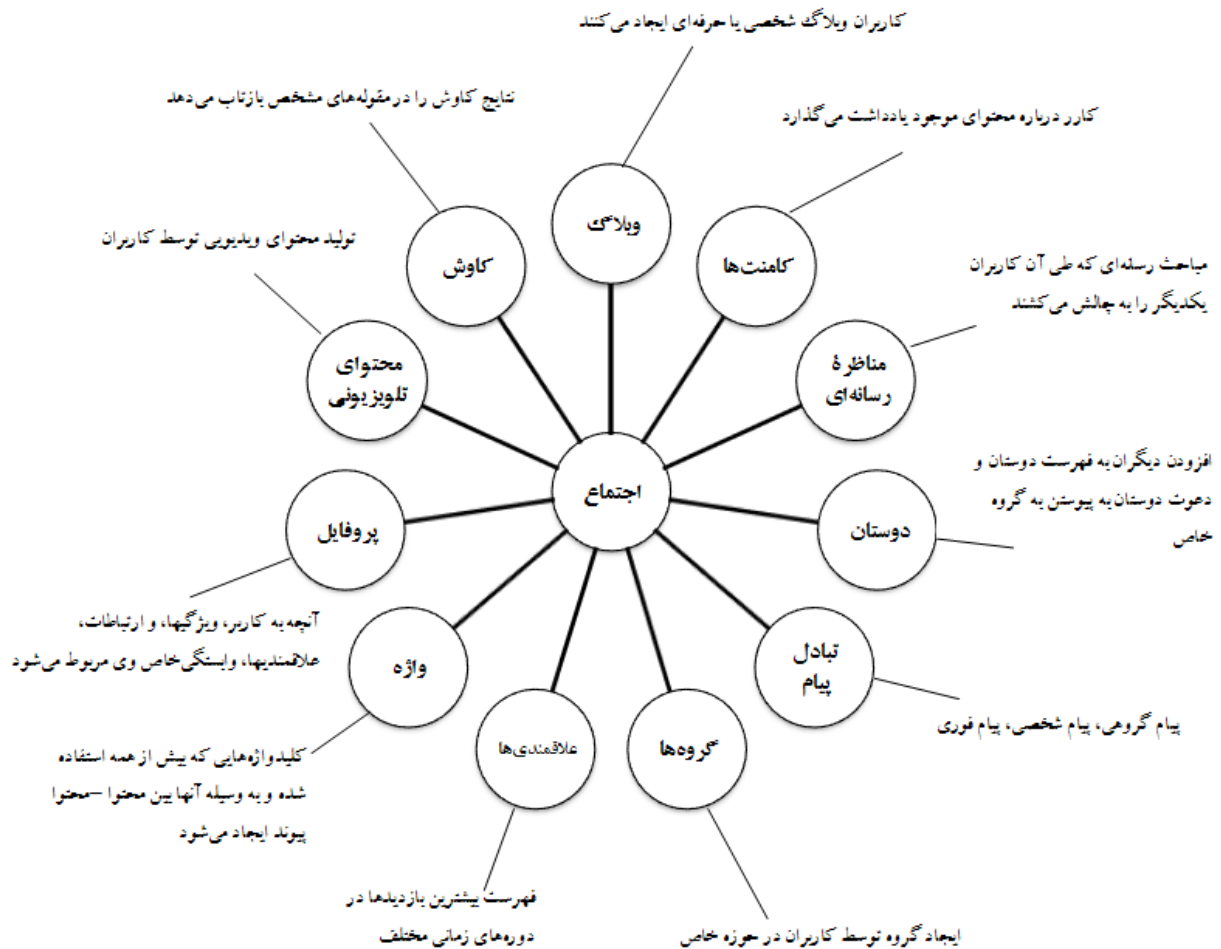 کاربران وبلاگ شخصی یا حرفه‌ای ایجاد می‌کنند
وبلاگ
کارر درباره محتوای موجود یادداشت می‌گذارد
کامنت‌ها
مباحث رسله‌ای که طی آن کاربران
یکدیگر را به چالش می‌کشند
مناظرۀ
رسانه‌ای
افزودن دیگران به فهرست دوستان و
دعوت دوستان به پیوستن به گروه
خاص
دوستان
تبادل
پیام
پیام گروهی، پیام شخصی، پیام فوری
گروه‌ها
ایجاد گروه توسط کاربران در حوزه خاص
علاقمندی‌ها
فهرست بیشترین بازدیدها در
دوره‌های زمانی مختلف
واژه
کلیدواژه‌هایی که بیش از همه استفاده
شده و به وسیله آنها بین محتوا –محتوا
پیوند ایجاد می‌شود
پروفایل
آنچه به کاربر، ویژگیها، و ارتباطات،
علاقمندیها، وابستگی‌خاص وی مربوط می‌شود
محتوای
تلویزیونی
تولید محتوای ویدیویی توسط کاربران
کاوش
نتایج کاوش را در مقوله‌های مشخص بازتاب می‌دهد
اجتماع